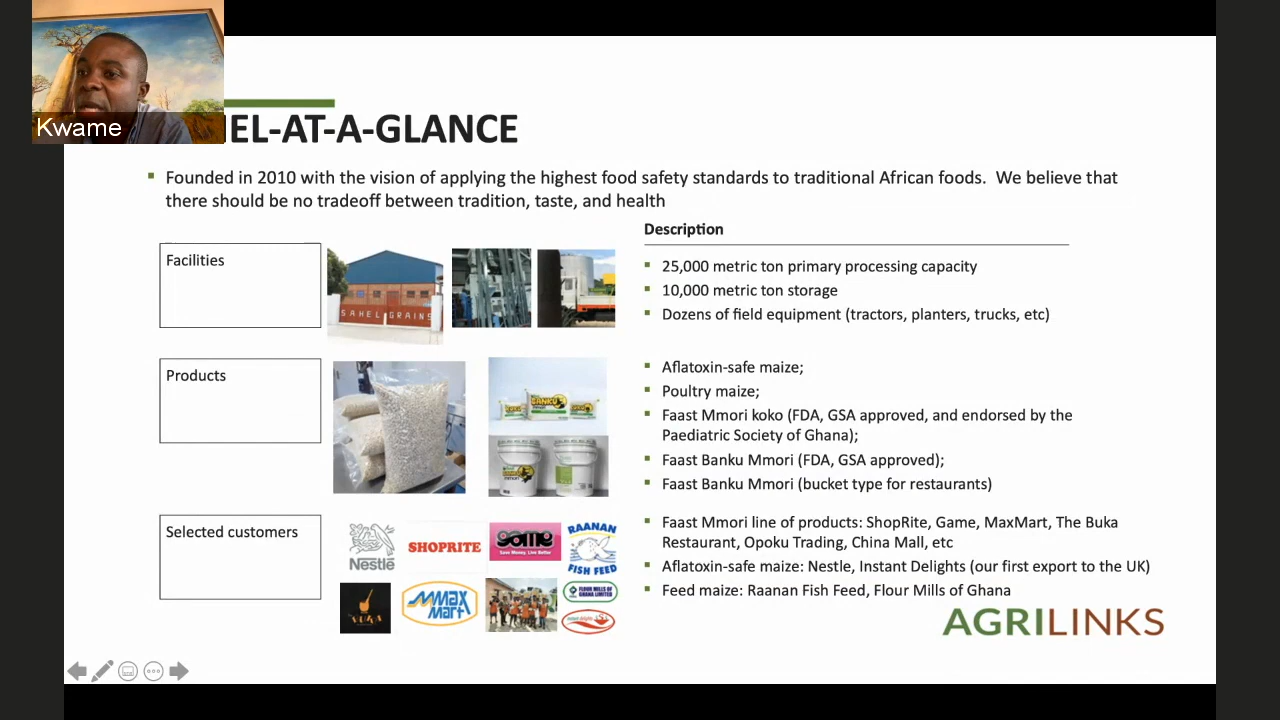 Kwame
EL-AT-A-GLANCE
Founded in 2010 with the vision of applying the highest food safety standards to traditional African foods. We believe that
there should be no tradeoff between tradition, taste, and health
Description
Facilities
SAHEL GRAINS
25,000 metric ton primary processing capacity
10,000 metric ton storage
Dozens of field equipment (tractors, planters, trucks, etc)
Products
BANKU
Aflatoxin-safe maize;
Poultry maize;
Faast Mmori koko (FDA, GSA approved, and endorsed by the
Paediatric Society of Ghana);
Faast Banku Mmori (FDA, GSA approved);
Faast Banku Mmori (bucket type for restaurants)
Selected customers
Nestlé
SHOPRITE
Game
Save Money. Live Better
RAANAN
FISH FEED
MAX
MART
FLOUR MILLS OF
GHANA LIMITED
Faast Mmori line of products: ShopRite, Game, MaxMart, The Buka
Restaurant, Opoku Trading, China Mall, etc
Aflatoxin-safe maize: Nestle, Instant Delights (our first export to the UK)
Feed maize: Raanan Fish Feed, Flour Mills of Ghana
AGRILINKS